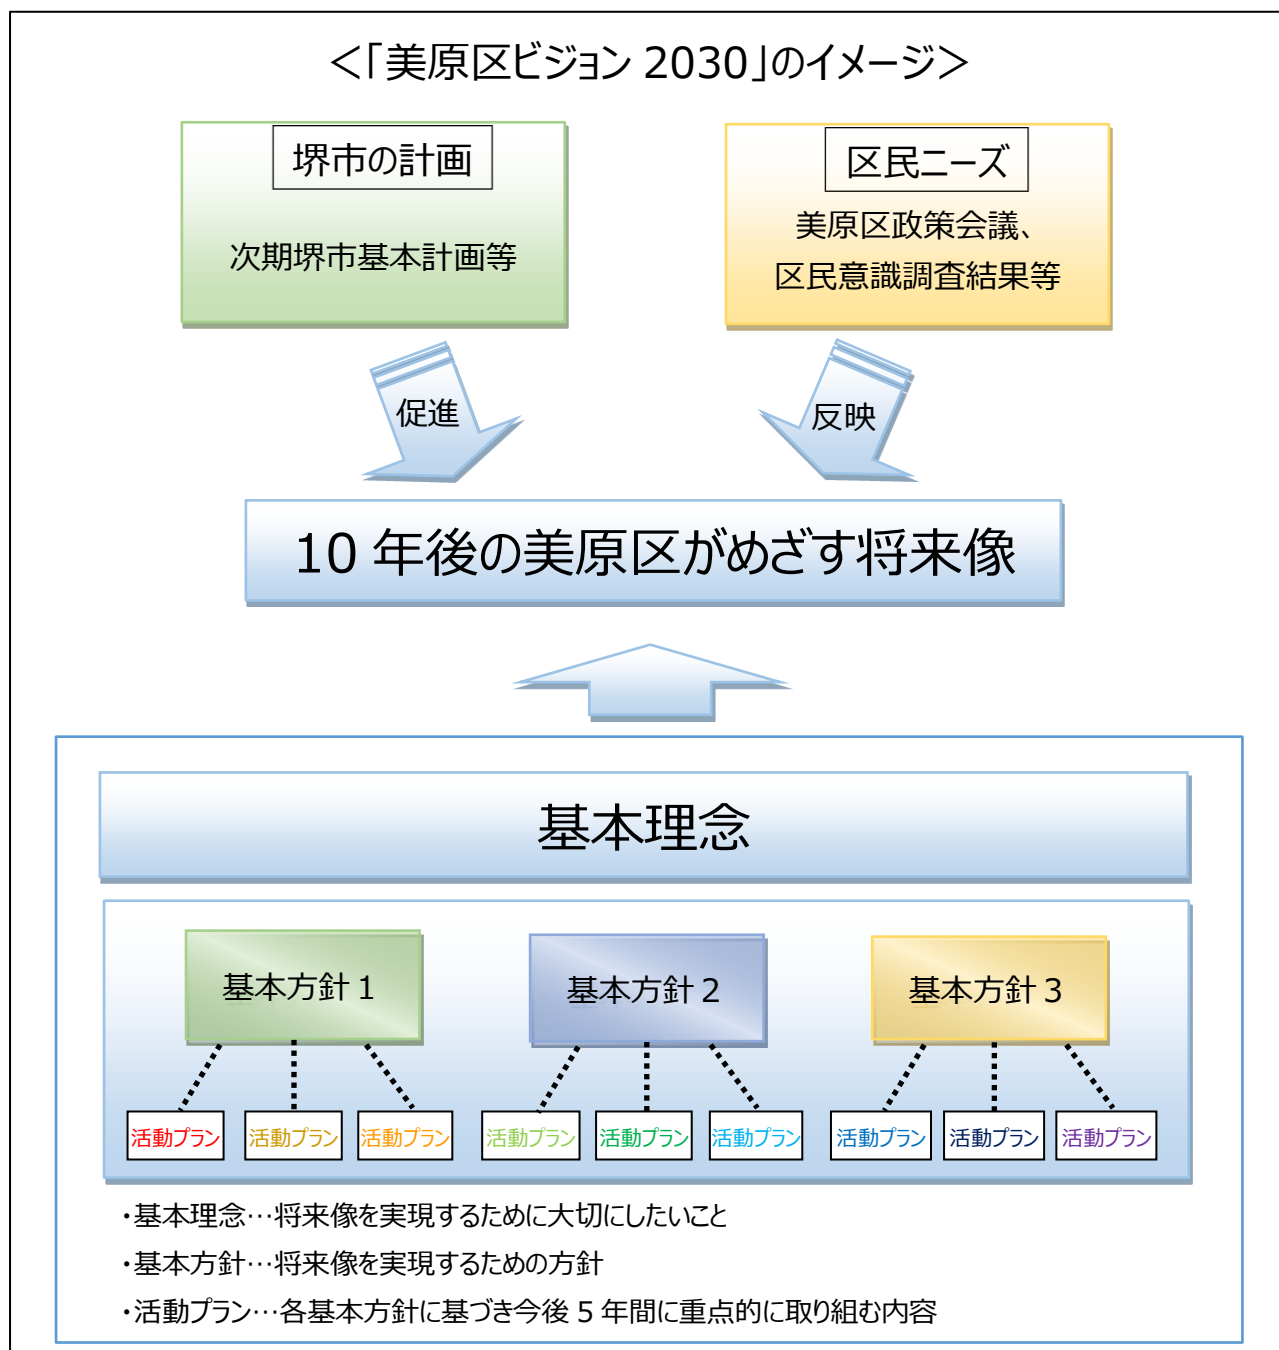 ＜「美原区ビジョン 2030」のイメージ＞
堺市の計画
次期堺市基本計画等
区民ニーズ
美原区政策会議、
区民意識調査結果等
促進
反映
10 年後の美原区がめざす将来像
基本理念
基本方針１
基本方針２
基本方針３
活動プラン
活動プラン
活動プラン
活動プラン
活動プラン
活動プラン
活動プラン
活動プラン
活動プラン
・基本理念…将来像を実現するために大切にしたいこと
・基本方針…将来像を実現するための方針
・活動プラン…各基本方針に基づき今後 5 年間に重点的に取り組む内容